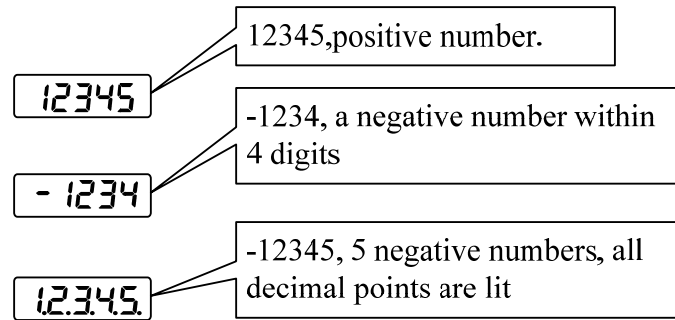 12345,positive number.
12345
-1234, a negative number within
4 digits
- 1234
-12345, 5 negative numbers, all
decimal points are lit
1.2.3.4.5.